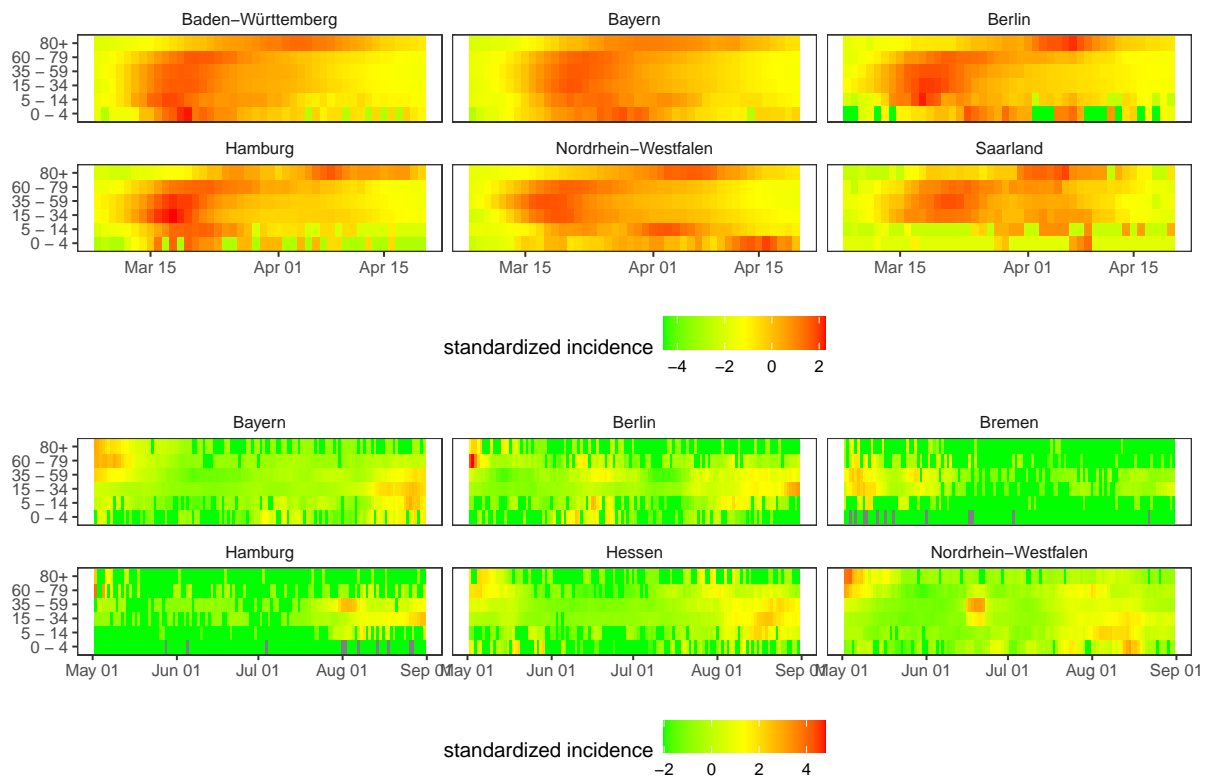 Baden−Württemberg Bayern Berlin
80+
60 − 79
35 − 59
15 − 34
5 − 14
0 − 4
Hamburg Nordrhein−Westfalen Saarland
80+
60 − 79
35 − 59
15 − 34
5 − 14
0 − 4
Mar 15 Apr 01 Apr 15 Mar 15 Apr 01 Apr 15 Mar 15 Apr 01 Apr 15
standardized incidence
−4 −2 0 2
Bayern Berlin Bremen
80+
60 − 79
35 − 59
15 − 34
5 − 14
0 − 4
Hamburg Hessen Nordrhein−Westfalen
80+
60 − 79
35 − 59
15 − 34
5 − 14
0 − 4
May 01 Jun 01 Jul 01 Aug 01 Sep 01 May 01 Jun 01 Jul 01 Aug 01 Sep 01 May 01 Jun 01 Jul 01 Aug 01 Sep 01
standardized incidence
−2 0 2 4